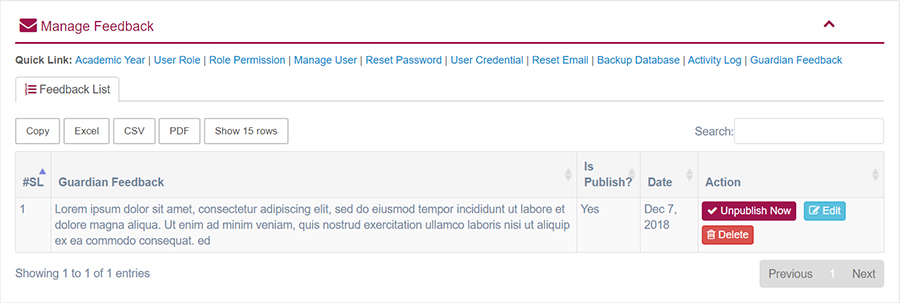 Manage Feedback
Quick Link: Academic Year | User Role | Role Permission | Manage User | Reset Password | User Credential | Reset Email | Backup Database | Activity Log | Guardian Feedback
Feedback List
Copy Excel CSV PDF Show 15 rows Search:
#SL Guardian Feedback Is Publish? Date Action
1 Lorem ipsum dolor sit amet, consectetur adipiscing elit, sed do eiusmod tempor incididunt ut labore et
dolore magna aliqua. Ut enim ad minim veniam, quis nostrud exercitation ullamco laboris nisi ut aliquip
ex ea commodo consequat. ed
Yes
Dec 7,
2018
Unpublish Now Edit
Delete
Showing 1 to 1 of 1 entries Previous 1 Next